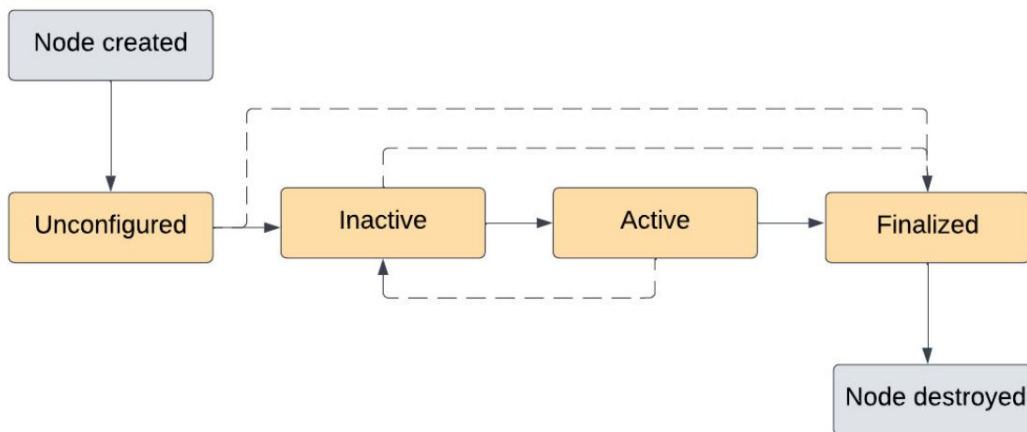 Node created
Unconfigured
Inactive
Active
Finalized
Node destroyed